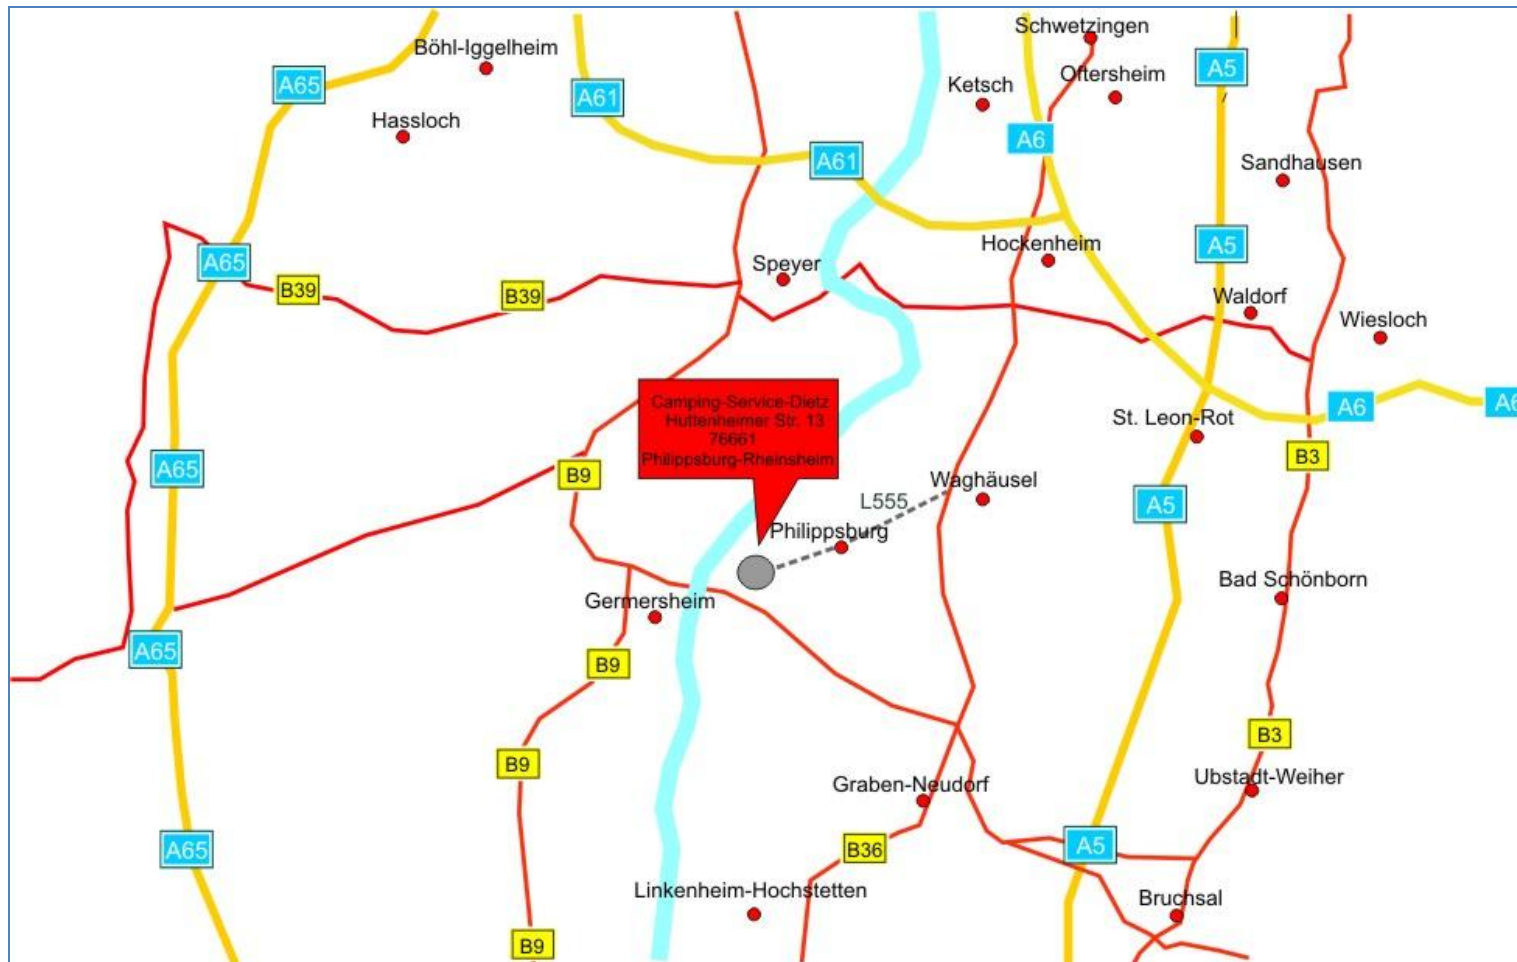 Schwetzingen
Böhl-Iggelheim
A5
A65
Oftersheim
Ketsch
A61
Hassloch
A6
A61
Sandhausen
Hockenheim
A5
A65
Speyer
B39
B39
Waldorf
Wiesloch
Camping-Service-Dietz
Huttenheimer Str. 13
76661
Philippsburg-Rheinsheim
A6
A6
St. Leon-Rot
B3
A65
B9
Waghäusel
L555
A5
Philippsburg
Bad Schönborn
Germersheim
A65
B9
B3
B9
Ubstadt-Weiher
Graben-Neudorf
A65
B36
A5
Linkenheim-Hochstetten
Bruchsal
B9